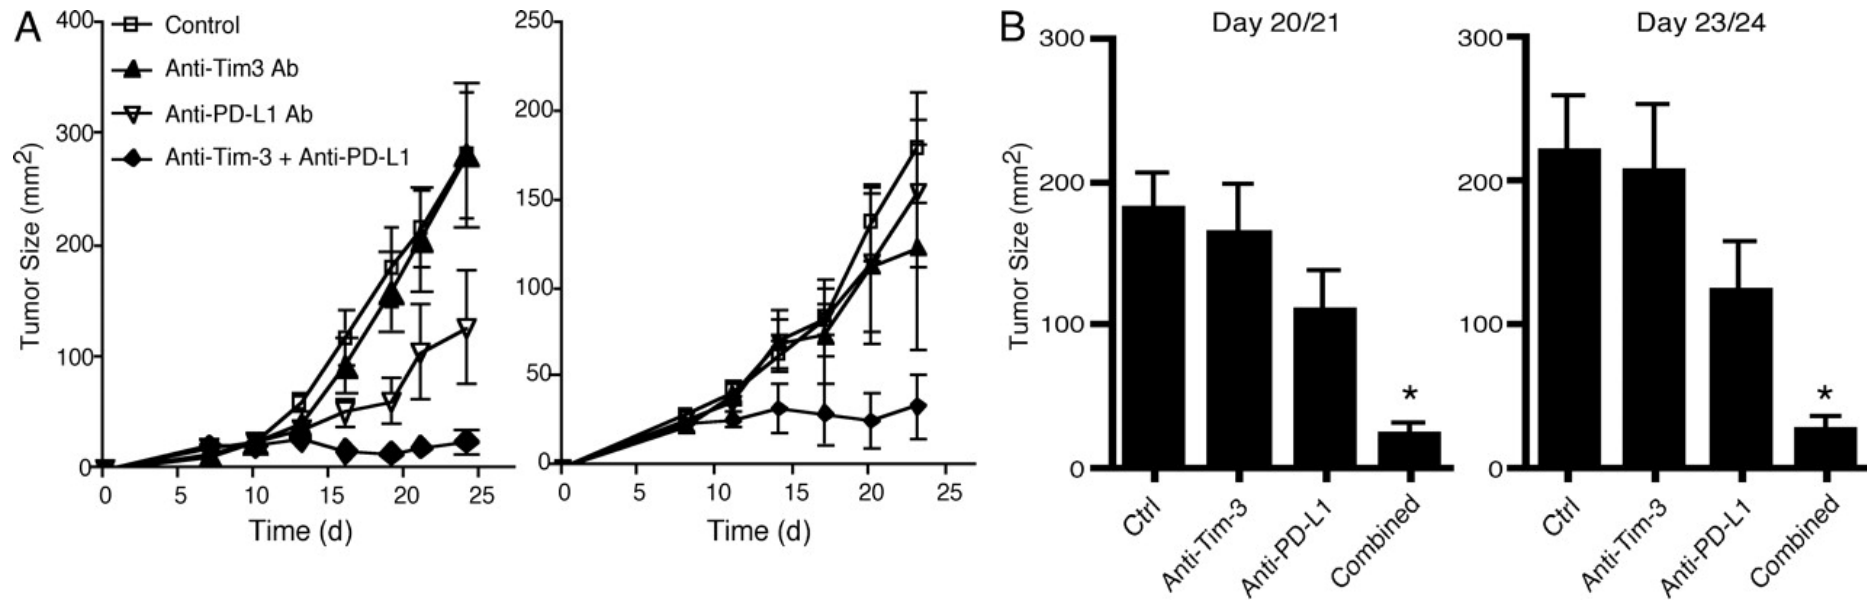 A
400
300
200
100
0
Tumor Size (mm2)
Control
Anti-Tim3 Ab
Anti-PD-L1 Ab
Anti-Tim-3 + Anti-PD-L1
0 5 10 15 20 25
Time (d)
250
200
150
100
50
0
0 5 10 15 20 25
Time (d)
B
Day 20/21
300
200
100
0
Tumor Size (mm2)
*
Ctrl
Anti-Tim-3
Anti-PD-L1
Combined
Day 23/24
300
200
100
0
*
Ctrl
Anti-Tim-3
Anti-PD-L1
Combined